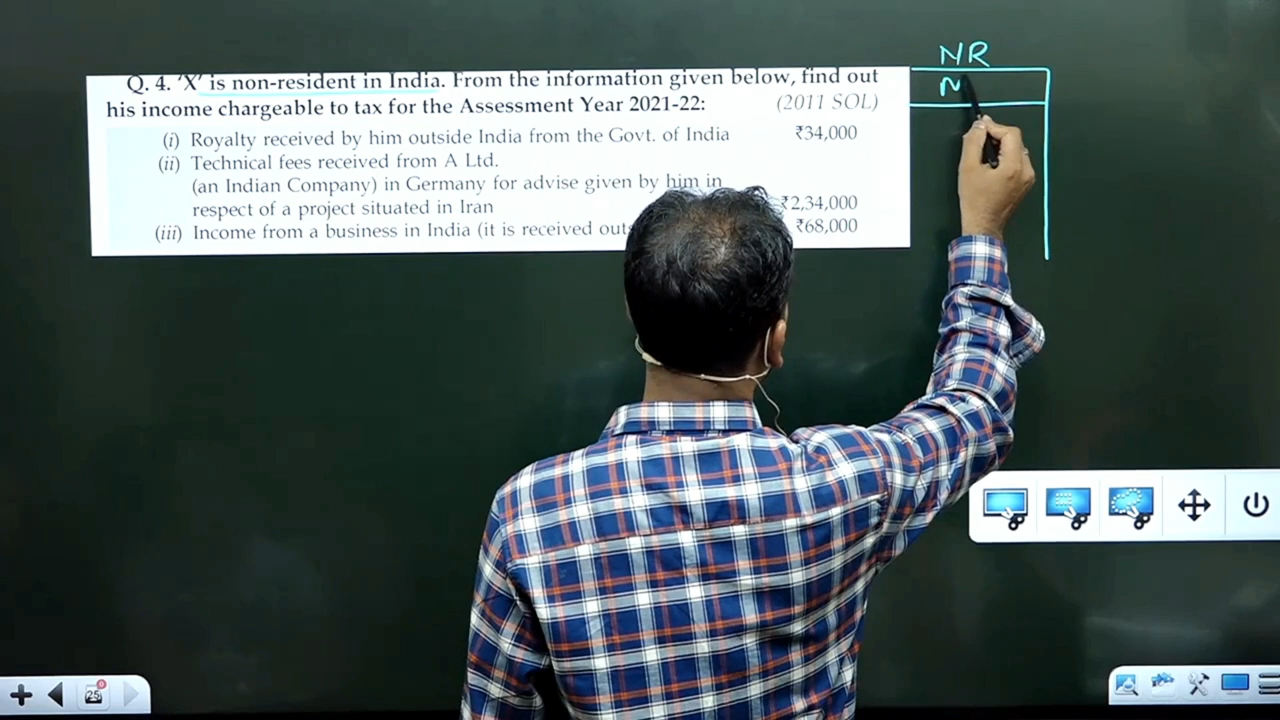 NR
N
Q. 4. 'X' is non-resident in India. From the information given below, find out
his income chargeable to tax for the Assessment Year 2021-22: (2011 SOL)
(i) Royalty received by him outside India from the Govt. of India ₹34,000
(ii) Technical fees received from A Ltd.
(an Indian Company) in Germany for advise given by him in
respect of a project situated in Iran ₹2,34,000
(iii) Income from a business in India (it is received ₹68,000
25